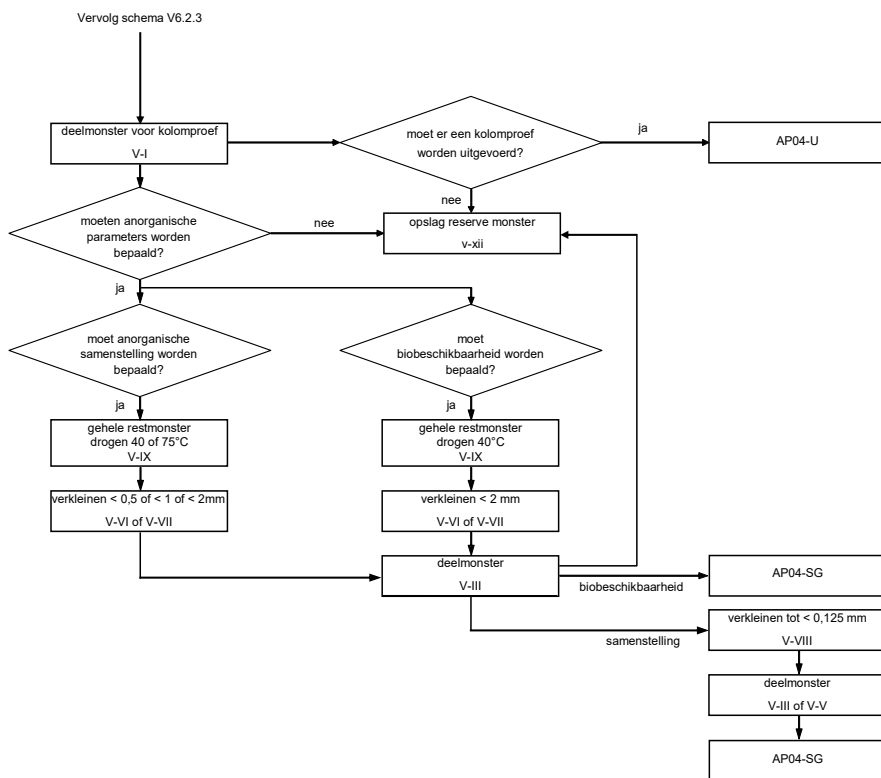 Vervolg schema V6.2.3
deelmonster voor kolomproef
V-I
moet er een kolomproef
worden uitgevoerd?
ja
AP04-U
nee
moeten anorganische
parameters worden
bepaald?
nee
opslag reserve monster
v-xii
ja
moet anorganische
samenstelling worden
bepaald?
moet
biobeschikbaarheid worden
bepaald?
ja
ja
gehele restmonster
drogen 40 of 75°C
V-IX
gehele restmonster
drogen 40°C
V-IX
verkleinen < 0,5 of < 1 of < 2mm
V-VI of V-VII
verkleinen < 2 mm
V-VI of V-VII
deelmonster
V-III
biobeschikbaarheid
AP04-SG
samenstelling
verkleinen tot < 0,125 mm
V-VIII
deelmonster
V-III of V-V
AP04-SG